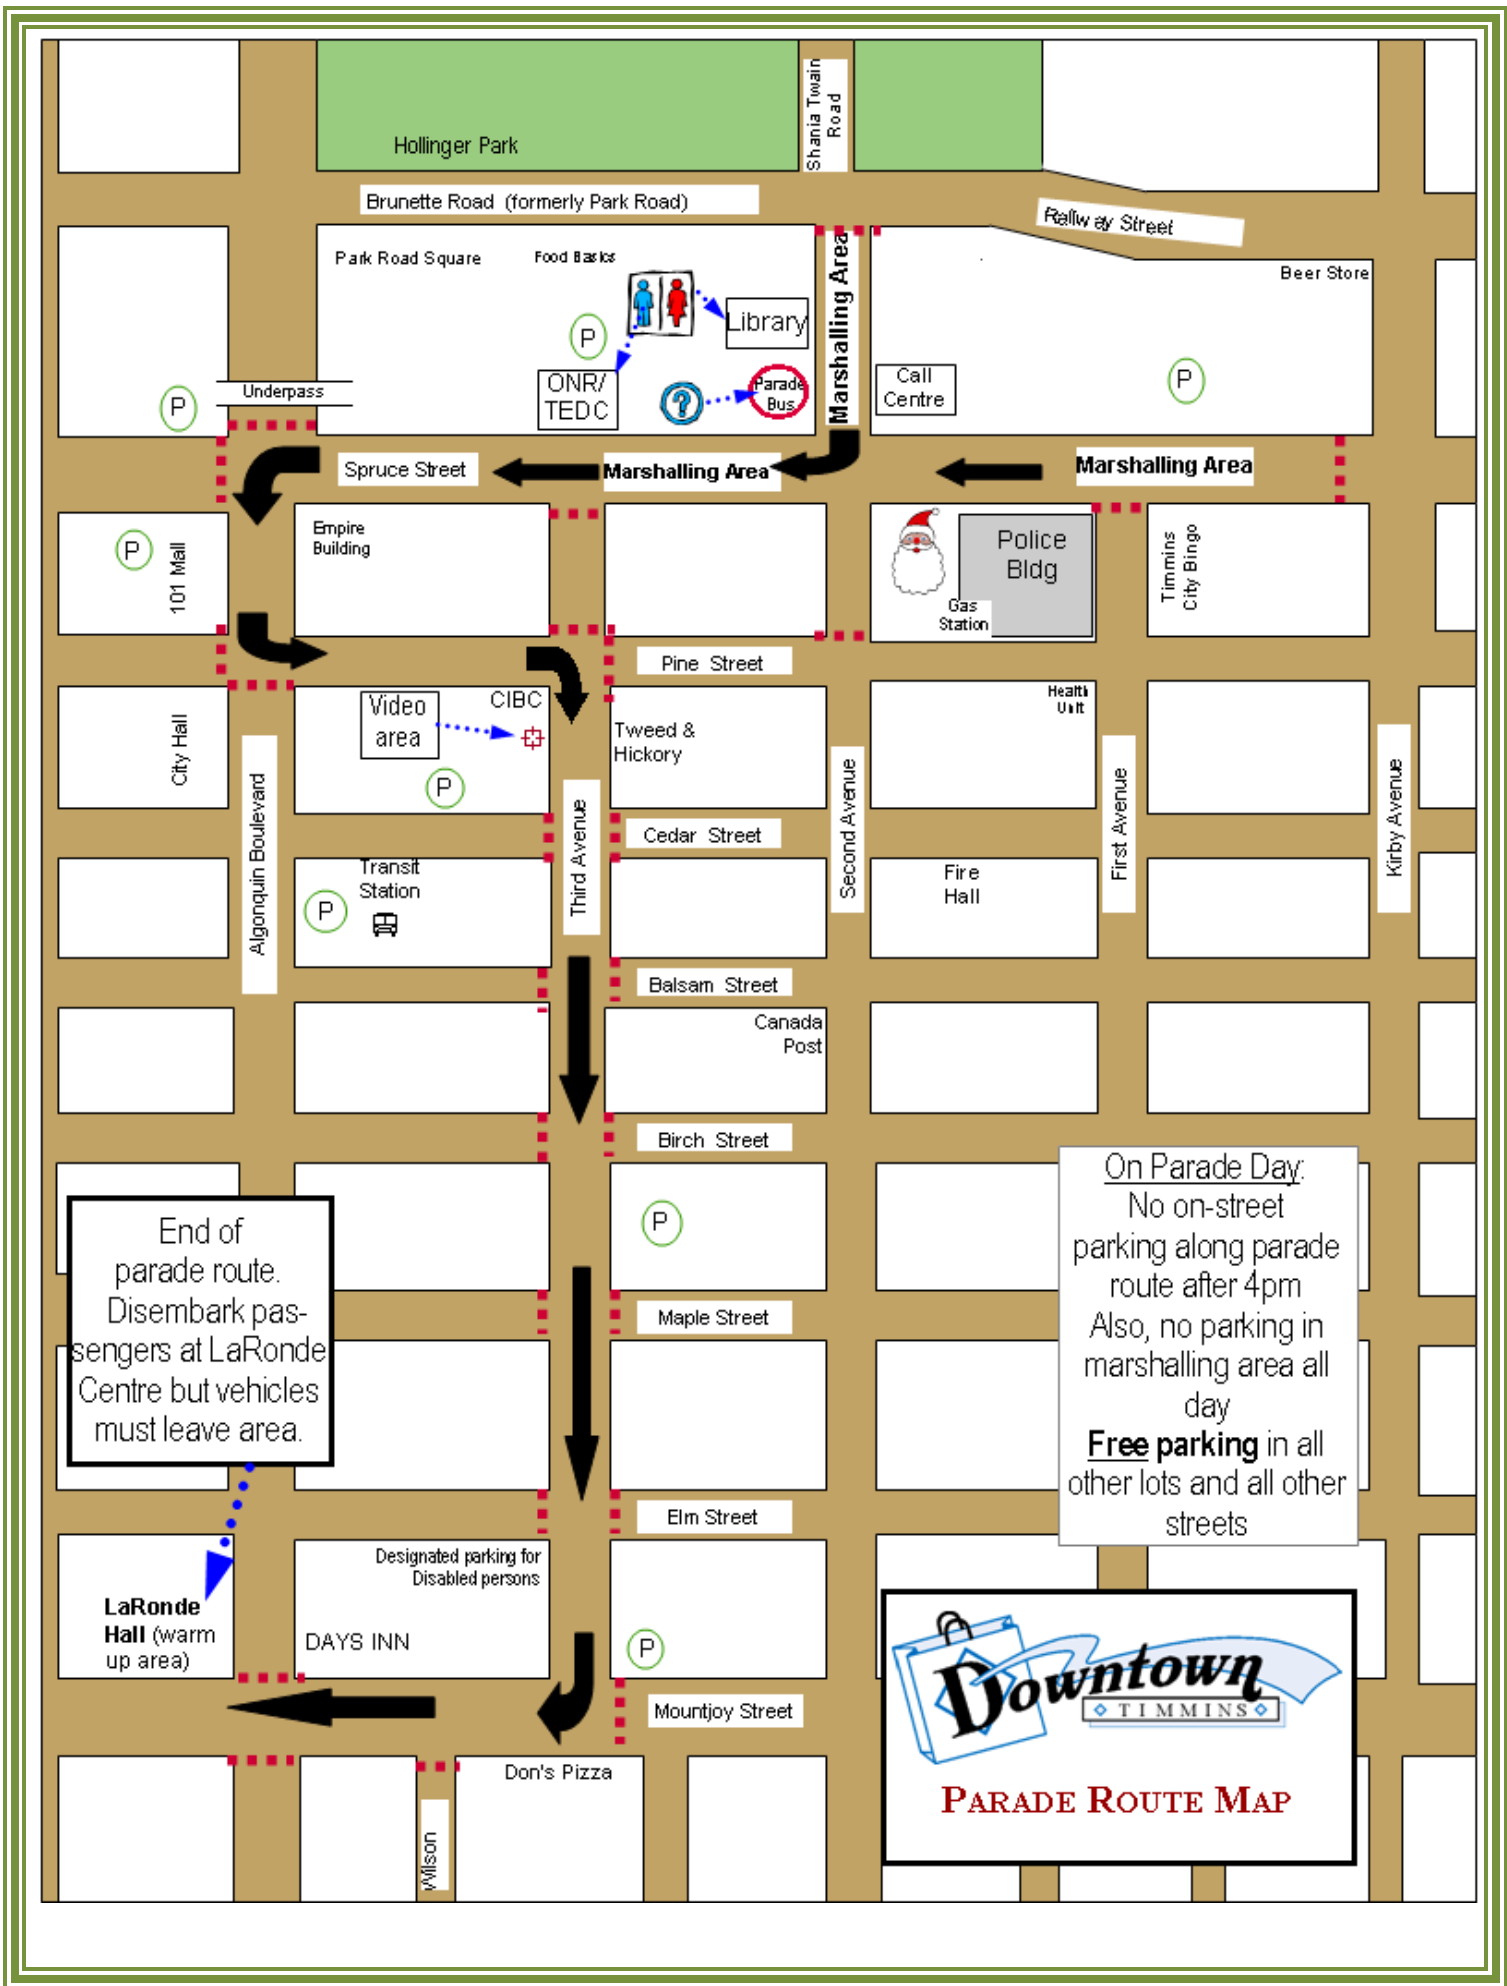 Shania Twain
Road
Hollinger Park
Brunette Road (formerly Park Road)
Railway Street
Park Road Square
Food Basics
Beer Store
Marshalling Area
Library
P
P
ONR/
TEDC
?
Parade
Bus
Call
Centre
Underpass
P
Spruce Street
Marshalling Area
Marshalling Area
Empire
Building
P
101 Mall
Police
Bldg
Gas
Station
Timmins
City Bingo
Pine Street
Video
area
CIBC
Health
Unit
Tweed &
Hickory
City Hall
P
Algonquin Boulevard
Third Avenue
Second Avenue
First Avenue
Kirby Avenue
Cedar Street
Transit
Station
P
Fire
Hall
Balsam Street
Canada
Post
Birch Street
P
End of
parade route.
Disembark pas-
sengers at LaRonde
Centre but vehicles
must leave area.
On Parade Day:
No on-street
parking along parade
route after 4pm
Also, no parking in
marshalling area all
day
Free parking in all
other lots and all other
streets
Maple Street
Elm Street
Designated parking for
Disabled persons
LaRonde
Hall (warm
up area)
DAYS INN
P
Mountjoy Street
Don's Pizza
Wilson
Downtown
TIMMINS
PARADE ROUTE MAP